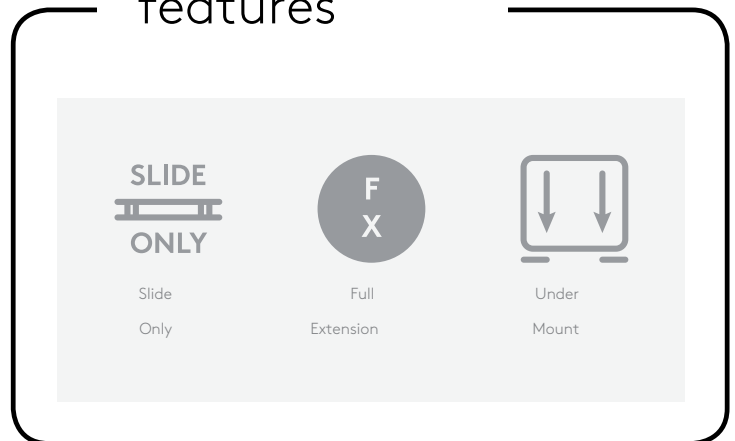 features
SLIDE
ONLY
F
X
Slide
Only
Full
Extension
Under
Mount